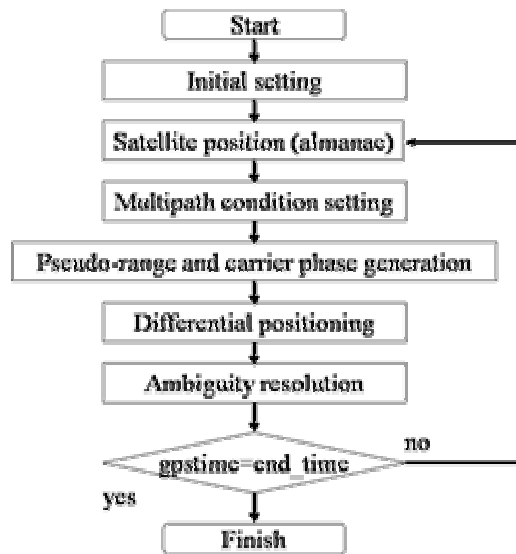 Start
Initial setting
Satellite position (almanac)
Multipath condition setting
Pseudo-range and carrier phase generation
Differential positioning
Ambiguity resolution
gpstime=end_time
no
yes
Finish